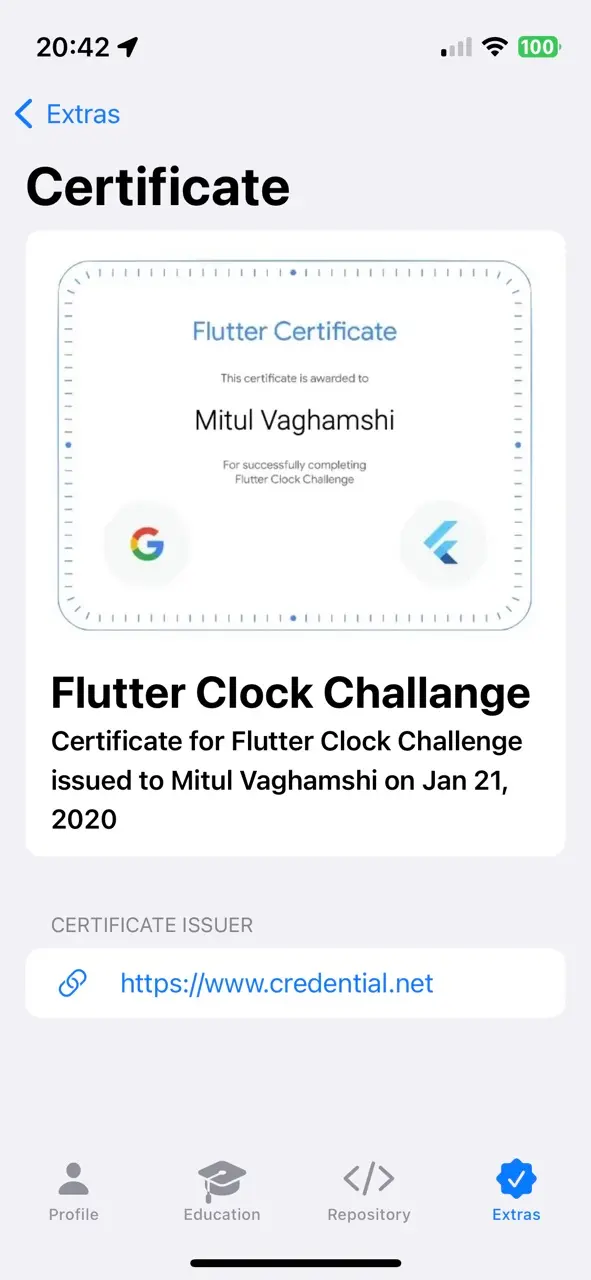 20:42
100
Extras
Certificate
Flutter Certificate
This certificate is awarded to
Mitul Vaghamshi
For successfully completing
Flutter Clock Challenge
Flutter Clock Challange
Certificate for Flutter Clock Challenge
issued to Mitul Vaghamshi on Jan 21,
2020
CERTIFICATE ISSUER
https://www.credential.net
Profile
Education
Repository
Extras